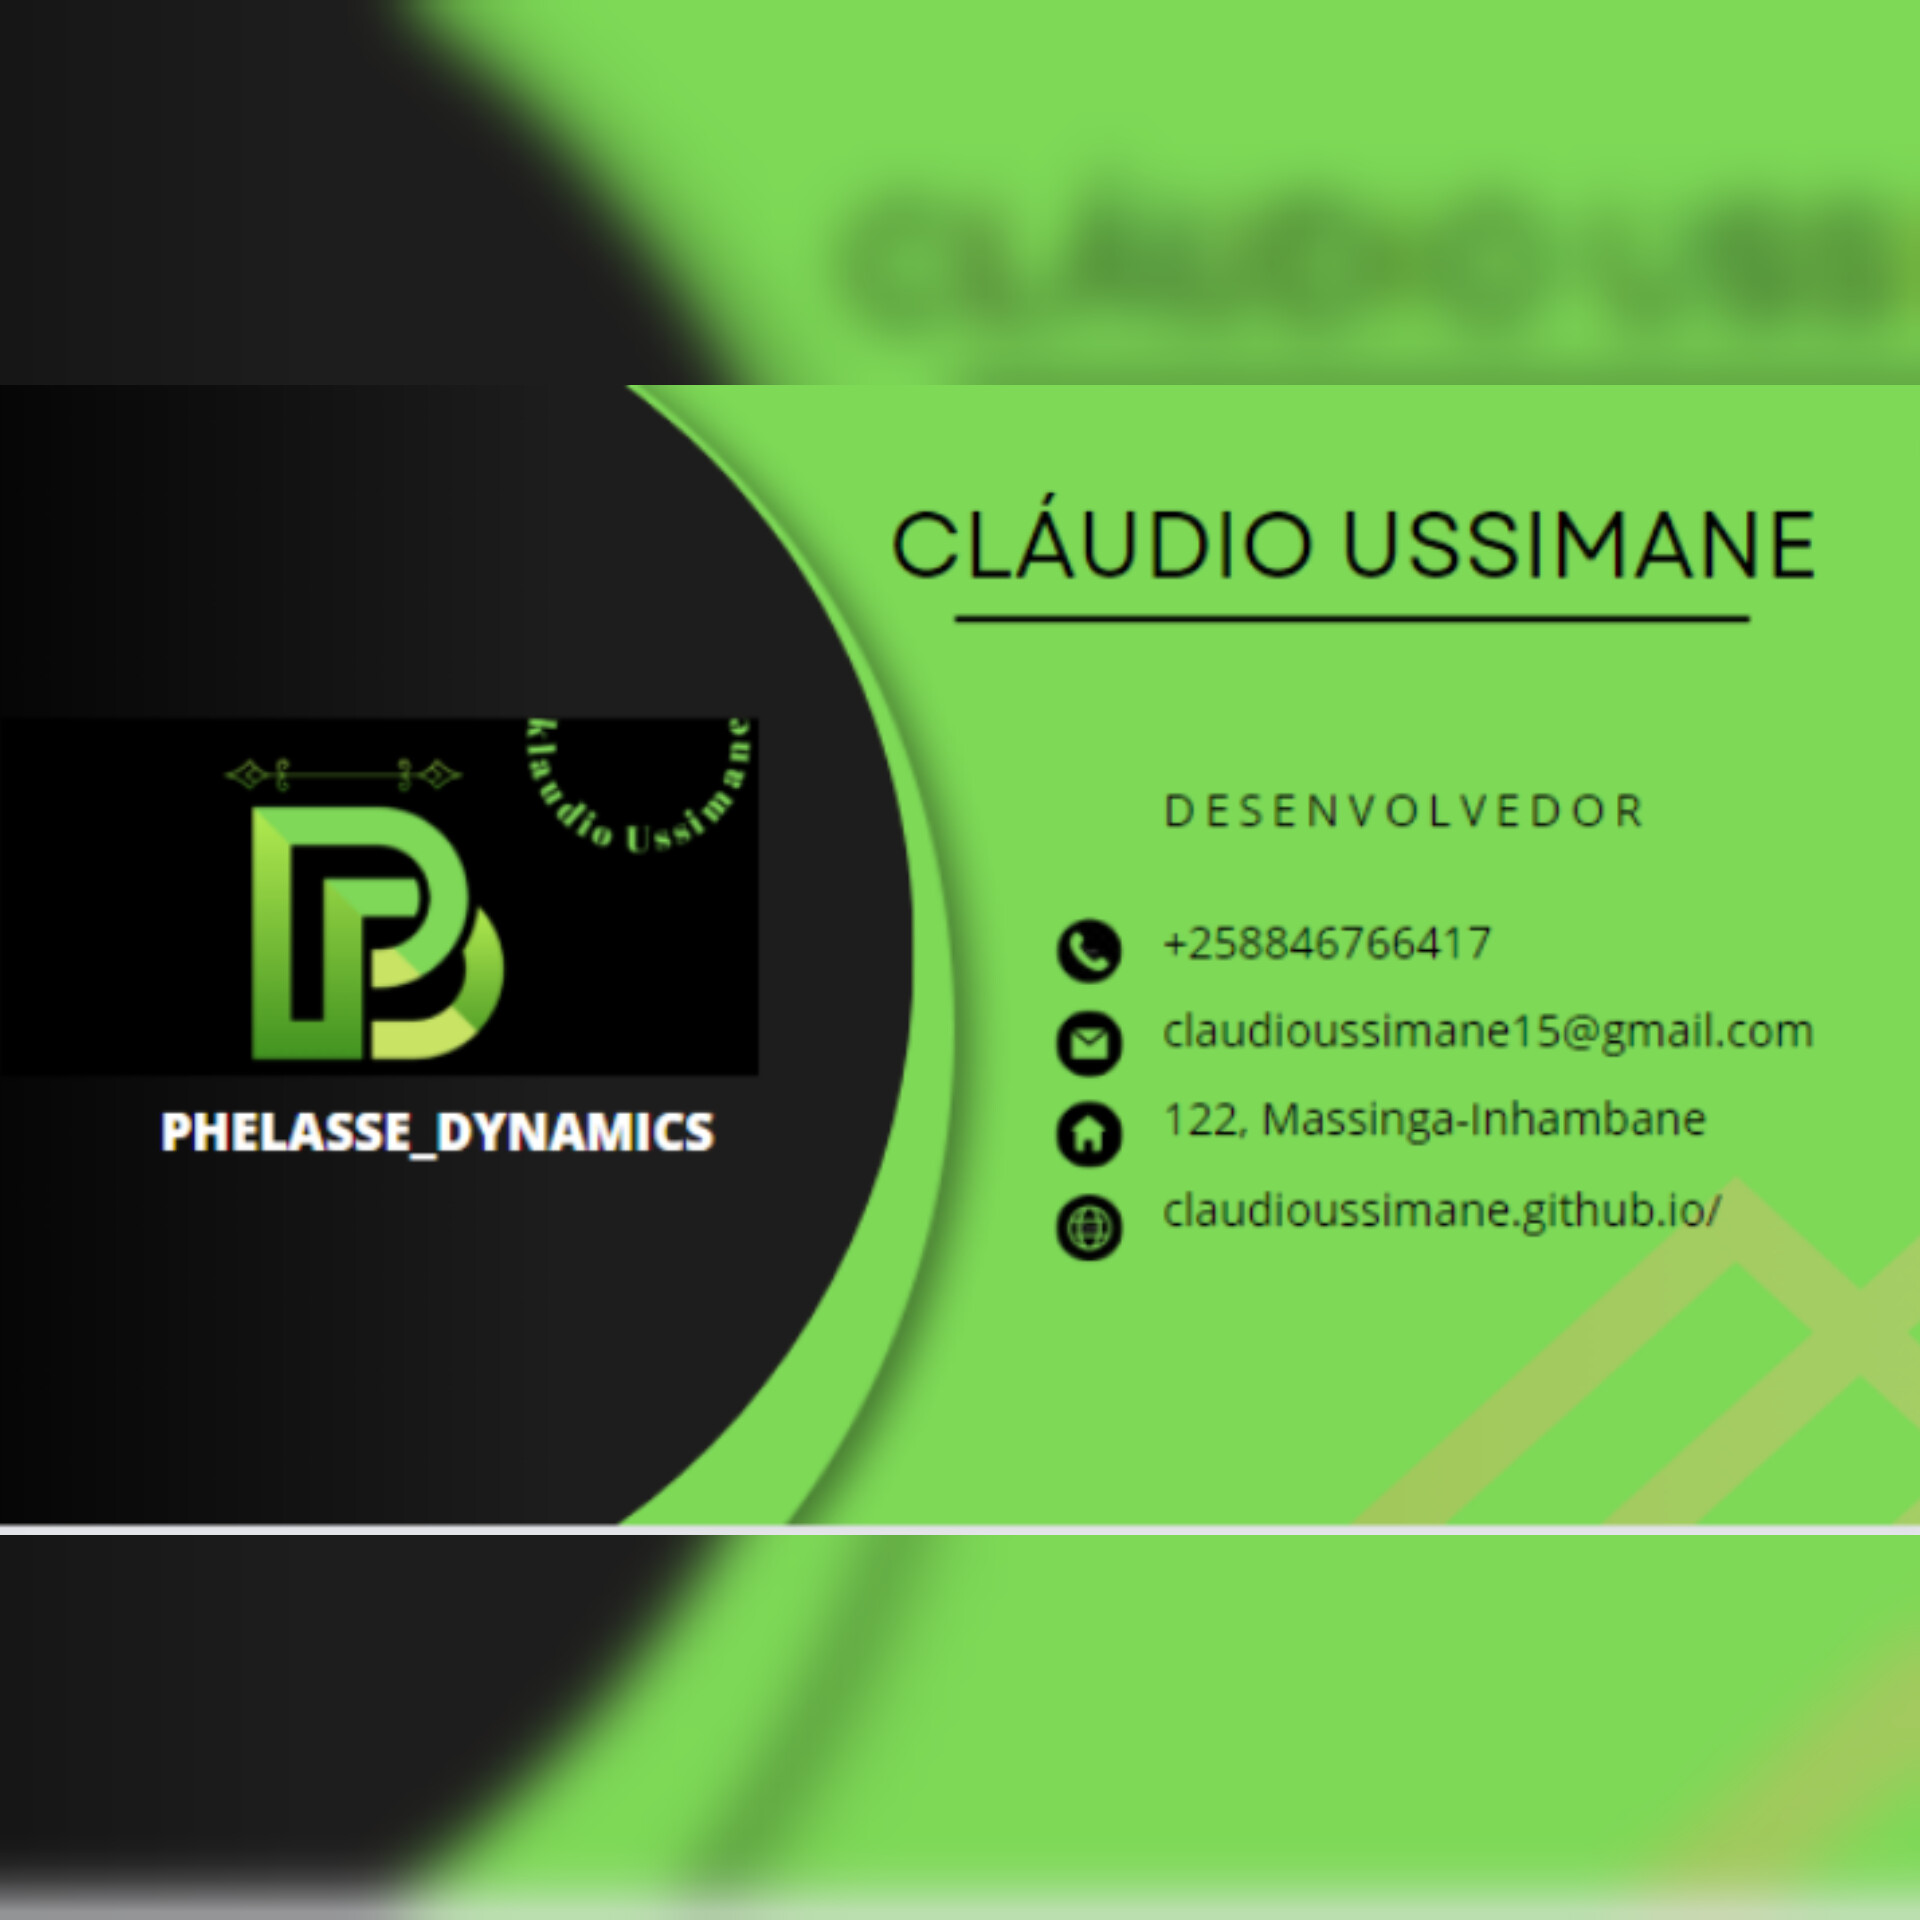 CLÁUDIO USSIMANE
klaudio Ussimane
PHELASSE_DYNAMICS
DESENVOLVEDOR
+258846766417
claudioussimane15@gmail.com
122, Massinga-Inhambane
claudioussimane.github.io/